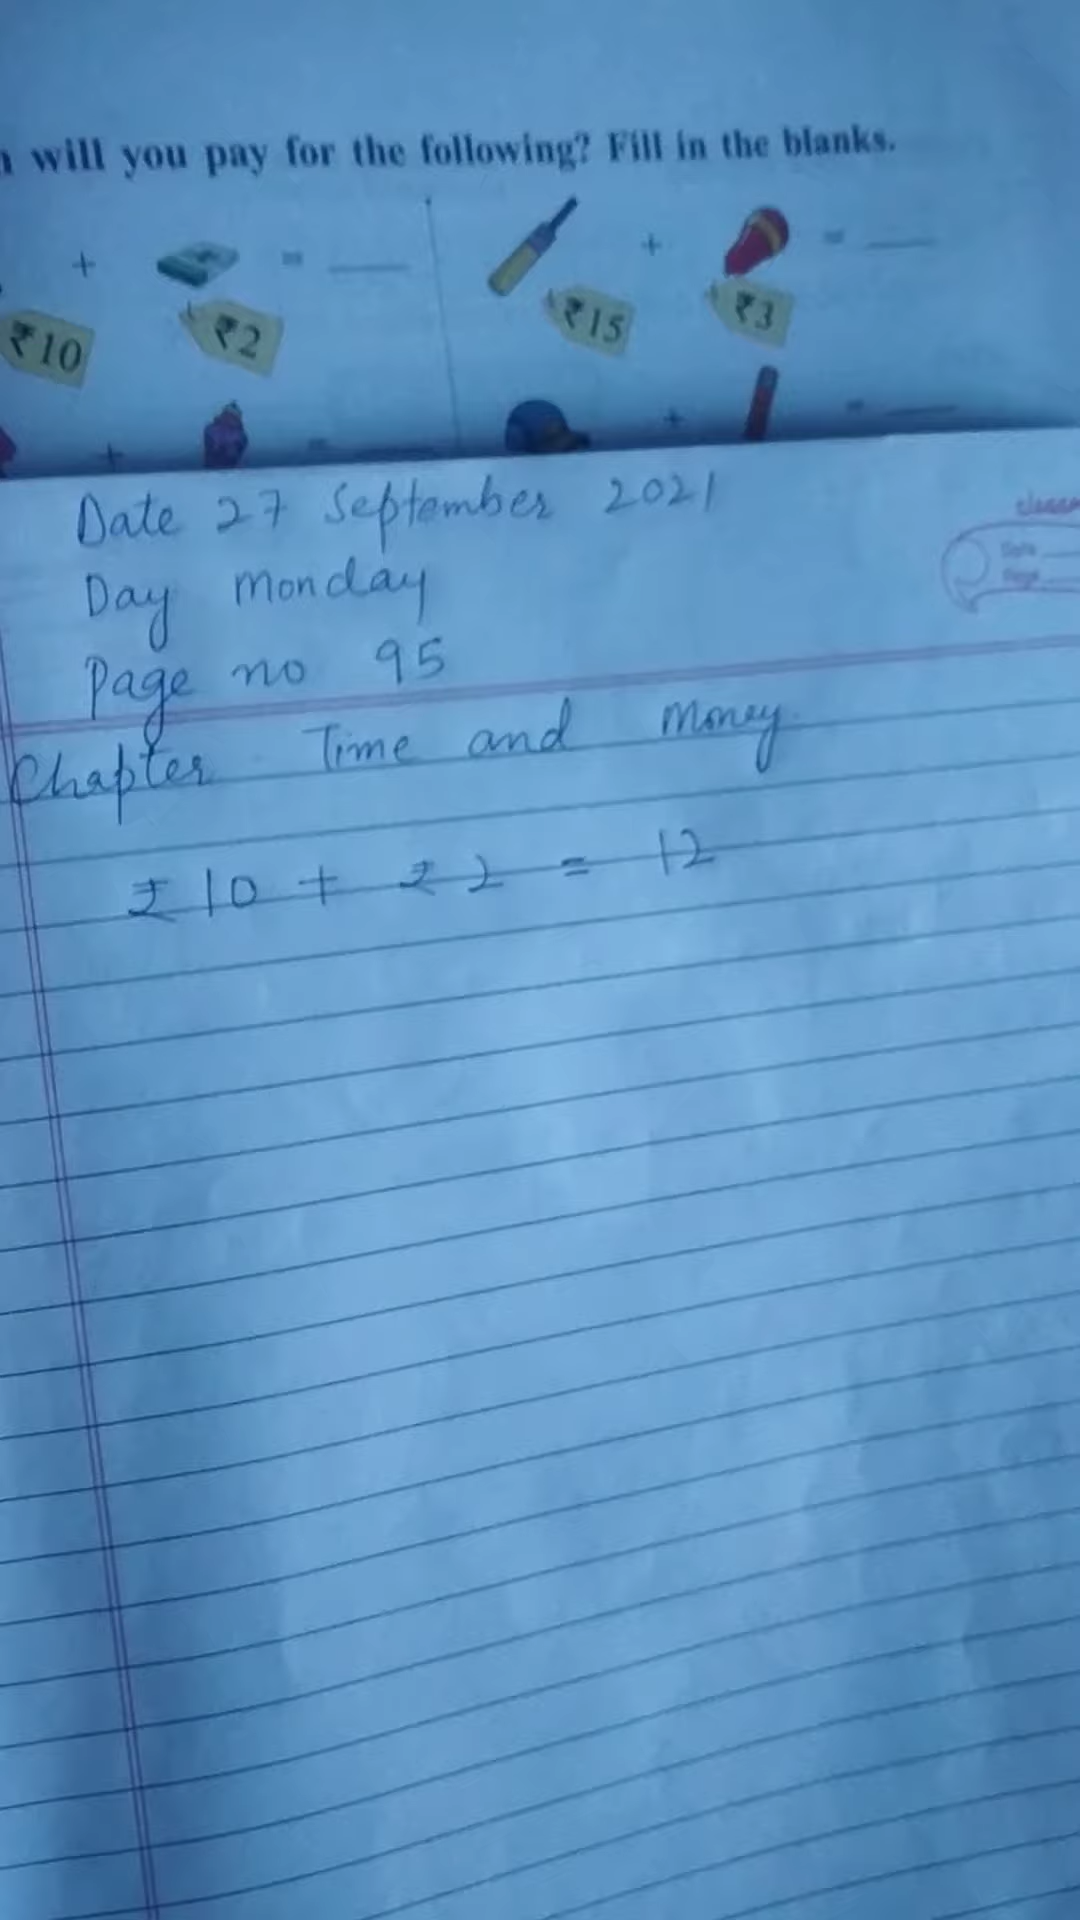 will you pay for the following? Fill in the blanks.
+ = + =
₹10 ₹2 ₹15 ₹3
+ = + =
Date 27 September 2021
Day Monday
Page no 95
Chapter Time and Money
₹ 10 + ₹ 2 = 12